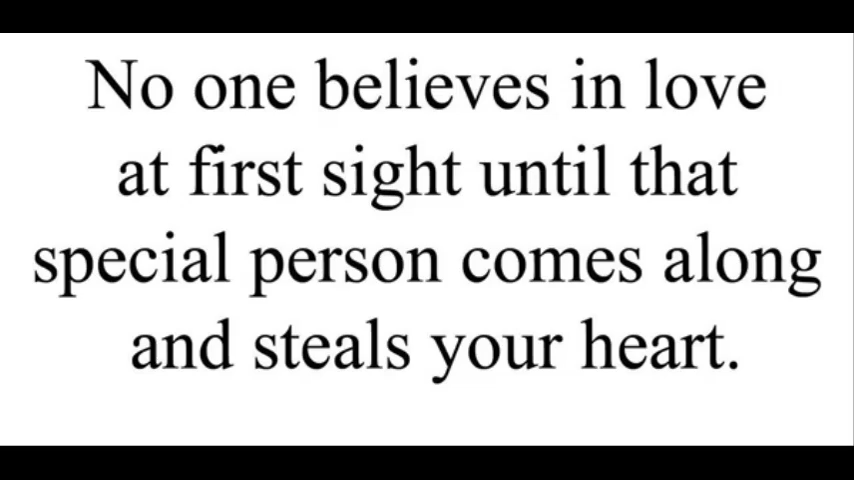 No one believes in love
at first sight until that
special person comes along
and steals your heart.